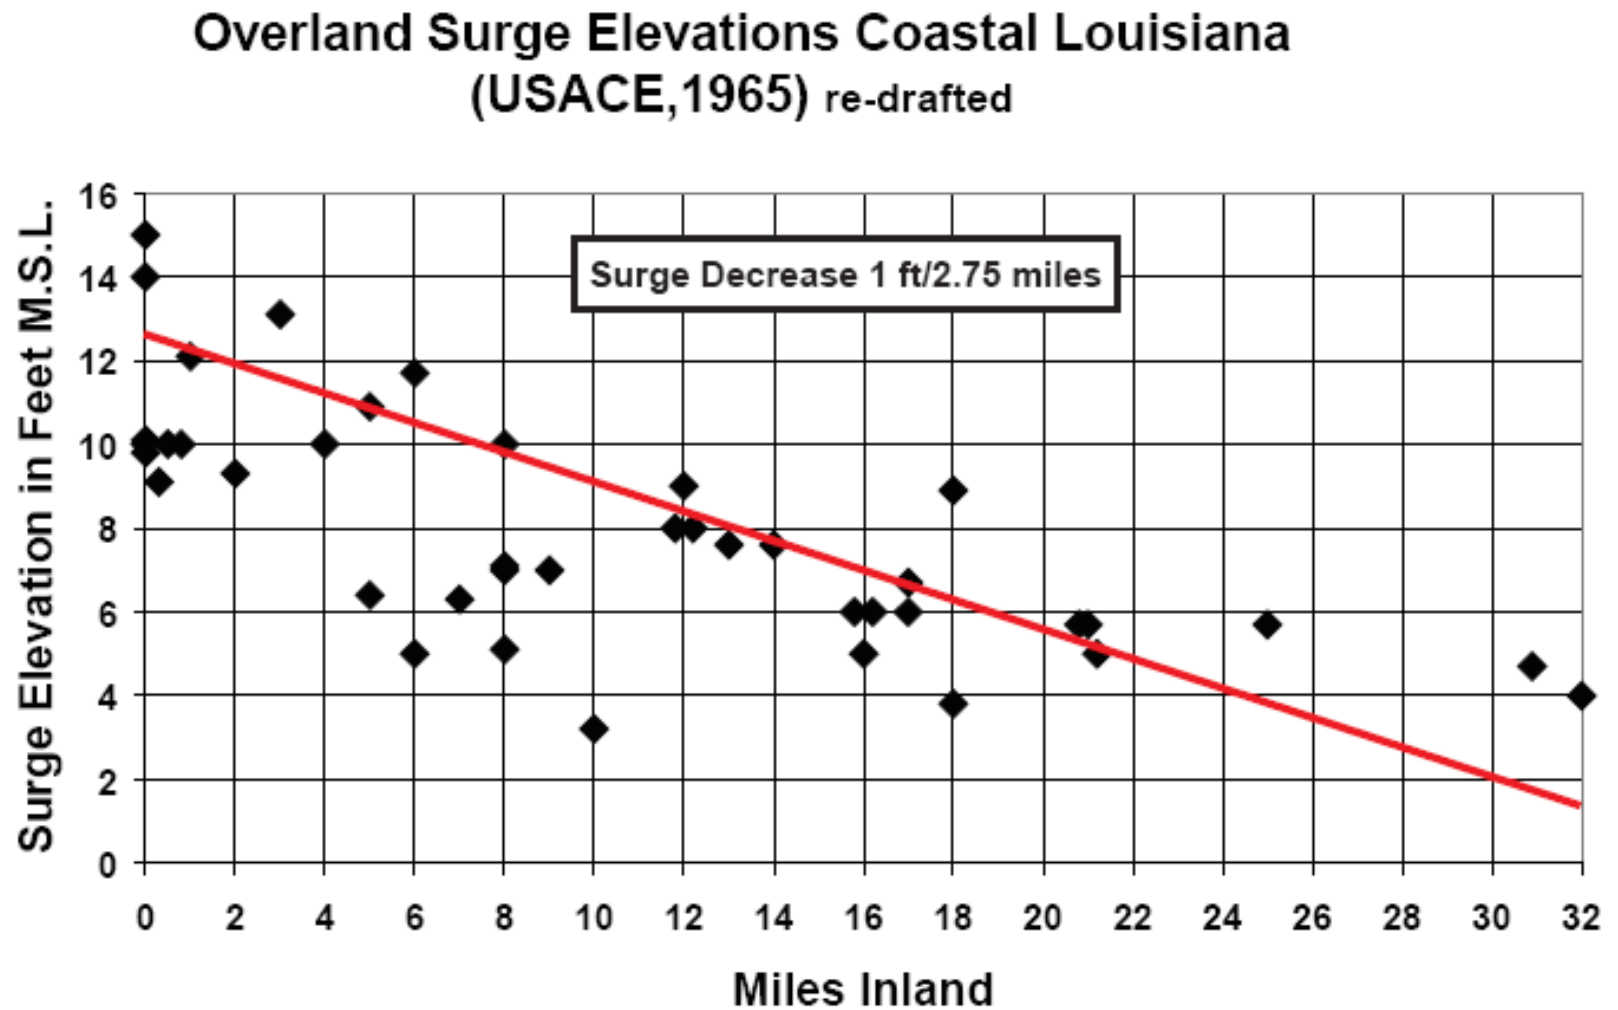 Overland Surge Elevations Coastal Louisiana
(USACE,1965) re-drafted
Surge Elevation in Feet M.S.L.
16
14
12
10
8
6
4
2
0
Surge Decrease 1 ft/2.75 miles
0 2 4 6 8 10 12 14 16 18 20 22 24 26 28 30 32
Miles Inland